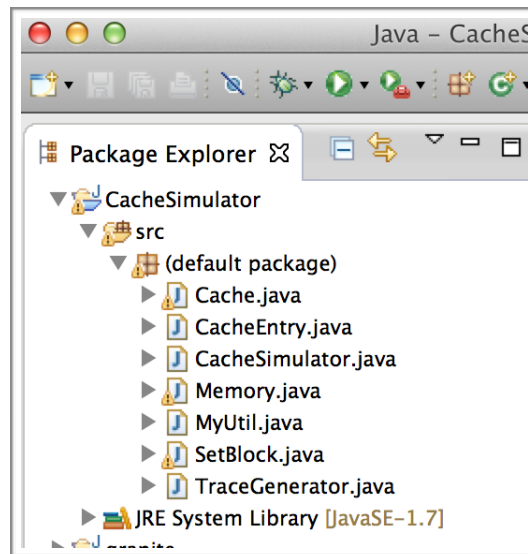 Java – CacheS
Package Explorer
CacheSimulator
src
(default package)
Cache.java
CacheEntry.java
CacheSimulator.java
Memory.java
MyUtil.java
SetBlock.java
TraceGenerator.java
JRE System Library [JavaSE-1.7]